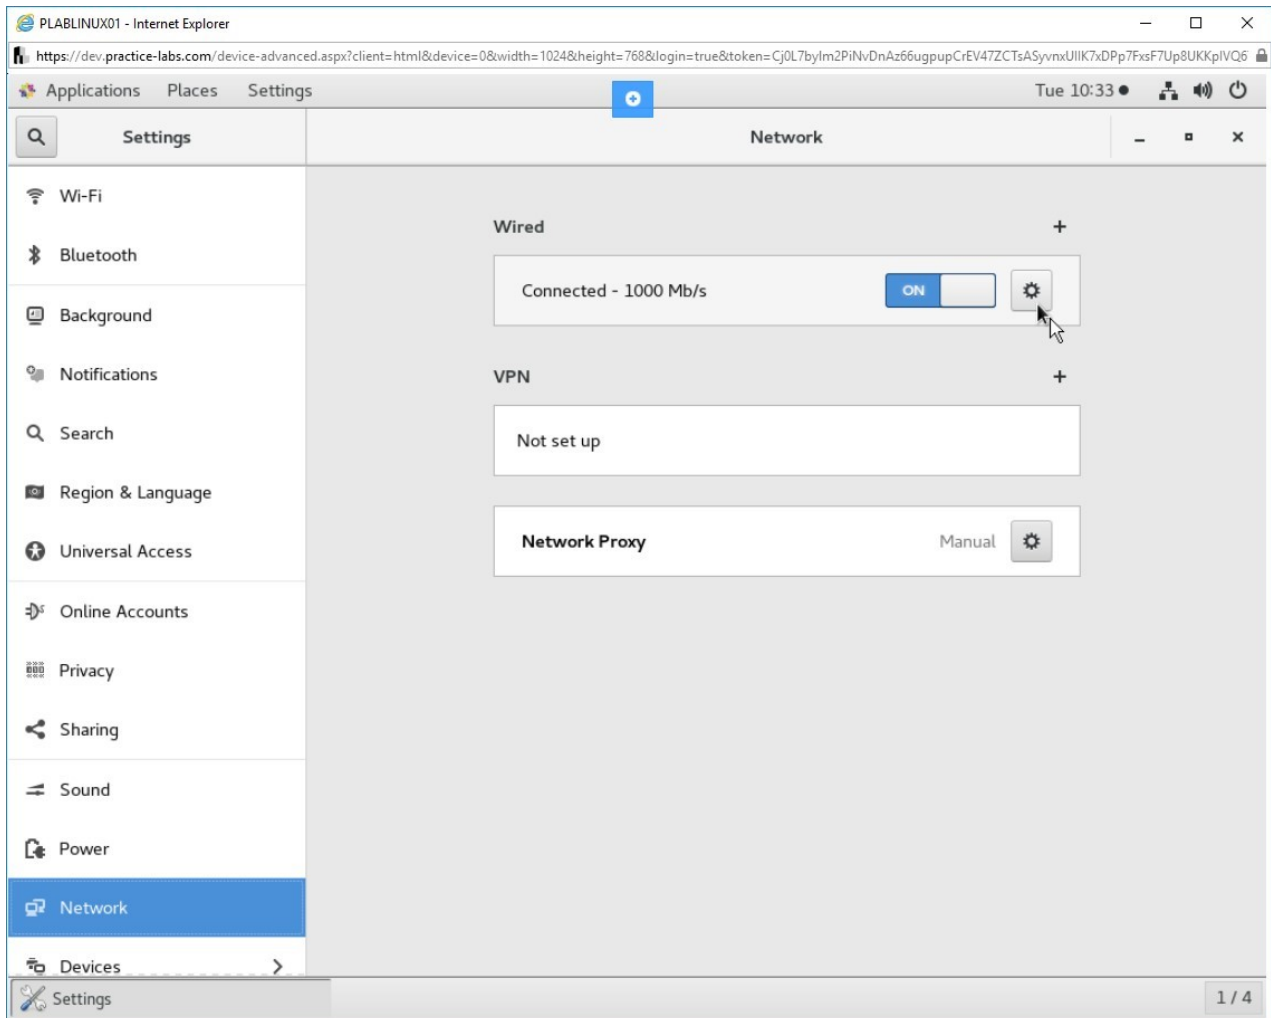 PLABLINUX01 - Internet Explorer
https://dev.practice-labs.com/device-advanced.aspx?client=html&device=0&width=1024&height=768&login=true&token=Cj0L7bylm2PiNvDnAz66ugpupCrEV47ZCTsASyvnxUIlK7xDPp7FxsF7Up8UKKplVQ6
Applications Places Settings Tue 10:33
Settings Network
Wi-Fi
Bluetooth
Background
Notifications
Search
Region & Language
Universal Access
Online Accounts
Privacy
Sharing
Sound
Power
Network
Devices
Wired
Connected - 1000 Mb/s ON
VPN
Not set up
Network Proxy Manual
Settings 1 / 4